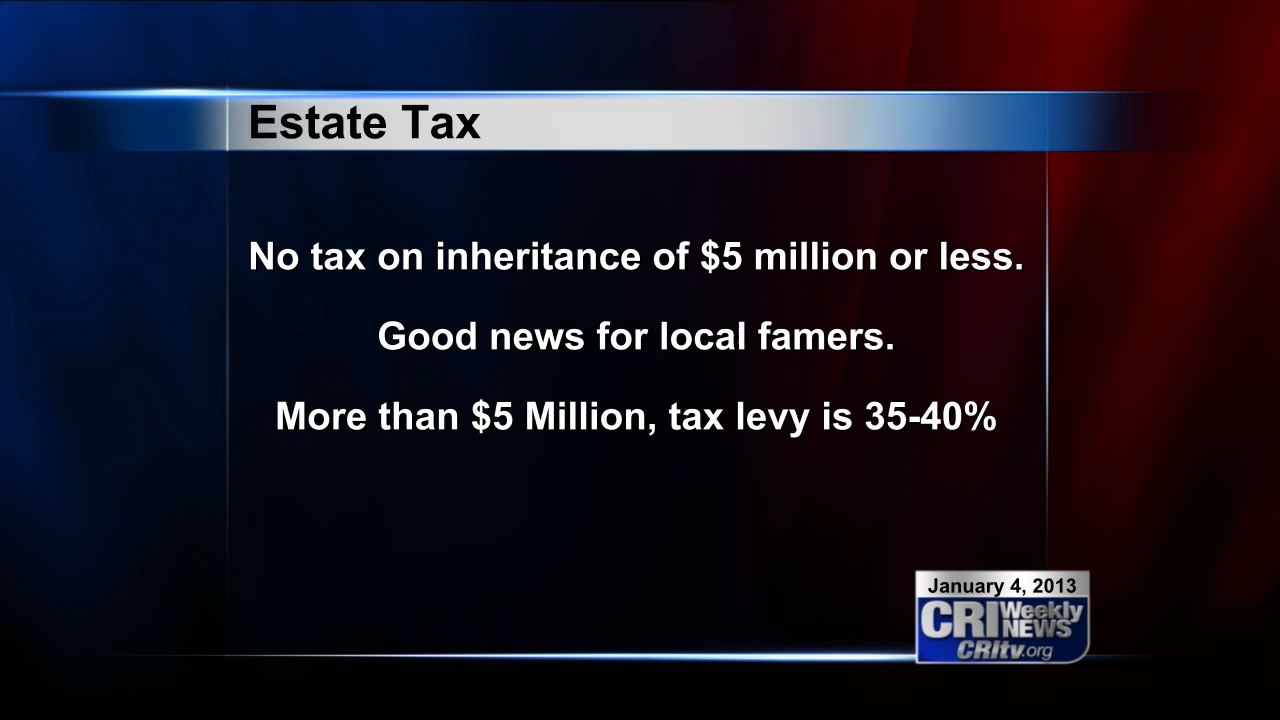 Estate Tax
No tax on inheritance of $5 million or less.
Good news for local famers.
More than $5 Million, tax levy is 35-40%
January 4, 2013
CRI Weekly NEWS
CRItv.org